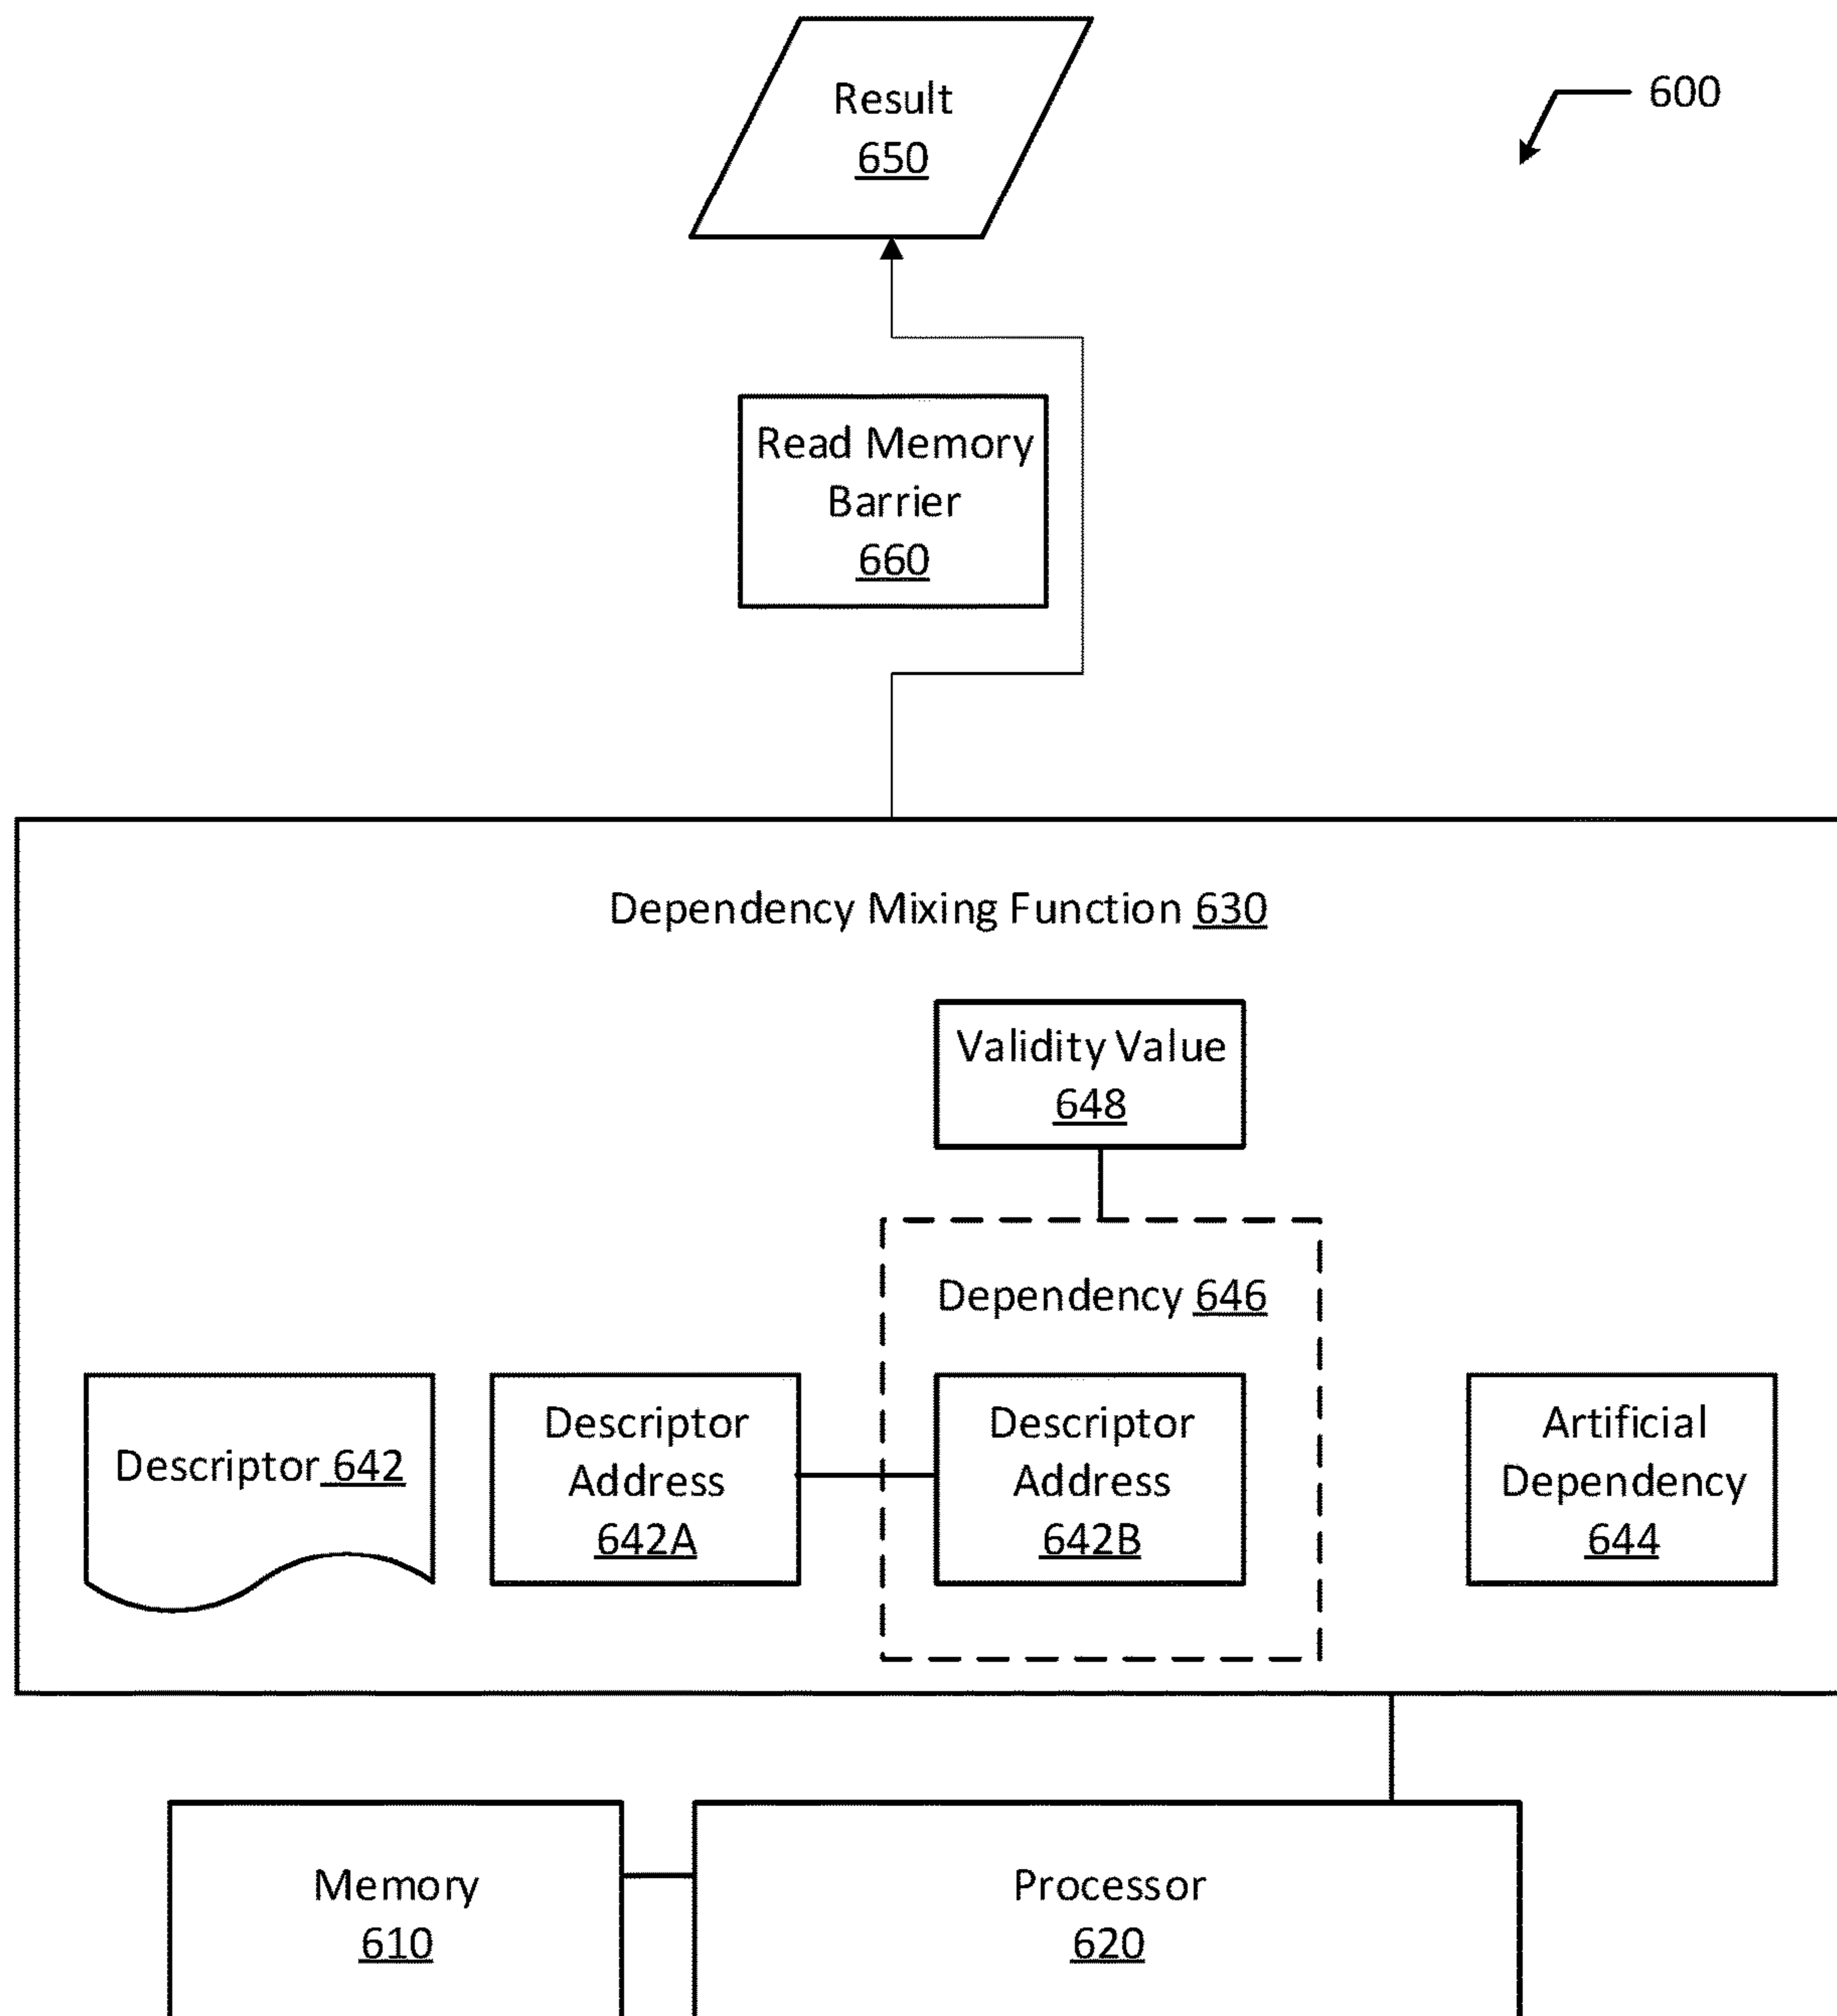 Result
650
600
Read Memory
Barrier
660
Dependency Mixing Function 630
Validity Value
648
Dependency 646
Descriptor 642
Descriptor
Address
642A
Descriptor
Address
642B
Artificial
Dependency
644
Memory
610
Processor
620